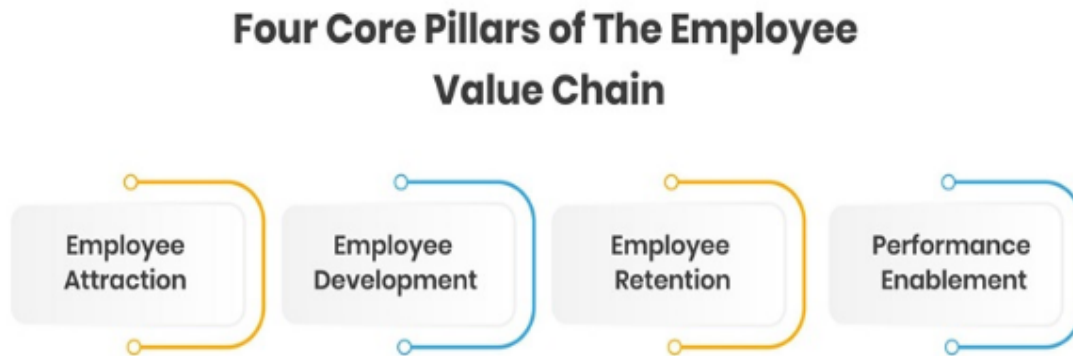 Four Core Pillars of The Employee
Value Chain
Employee
Attraction
Employee
Development
Employee
Retention
Performance
Enablement